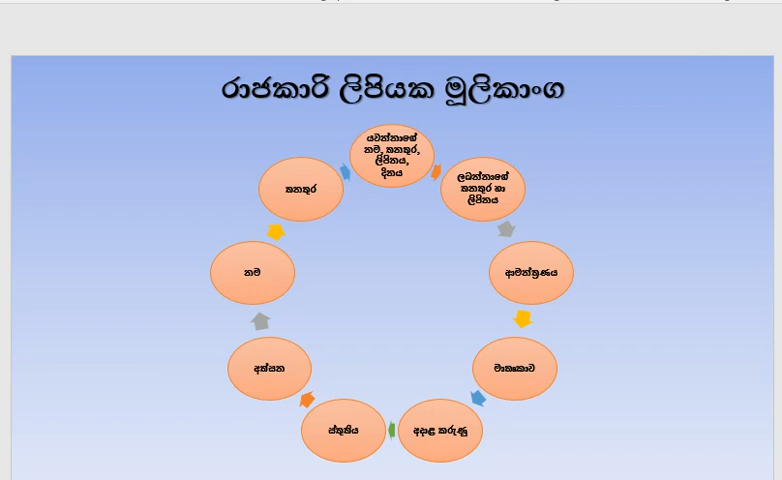 රාජකාරි ලිපියක මූලිකාංග
යවන්නාගේ
නම, තනතුර,
ලිපිනය,
දිනය
ලබන්නාගේ
තනතුර හා
ලිපිනය
ආමන්ත්‍රණය
මාතෘකාව
අදාළ කරුණු
ස්තුතිය
අත්සන
නම
තනතුර